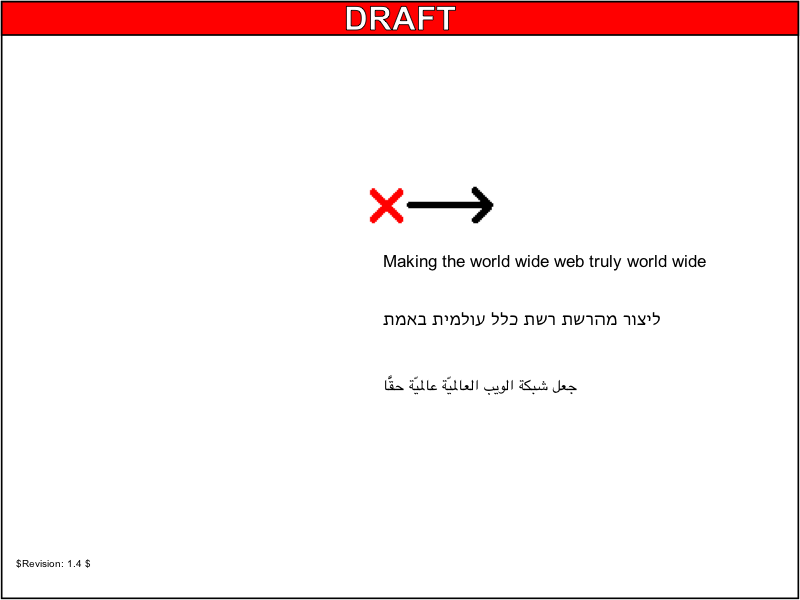 DRAFT
Making the world wide web truly world wide
ליצור מהרשת רשת כלל עולמית באמת
جعل شبكة الويب العالميّة عالميّة حقًّا
$Revision: 1.4 $